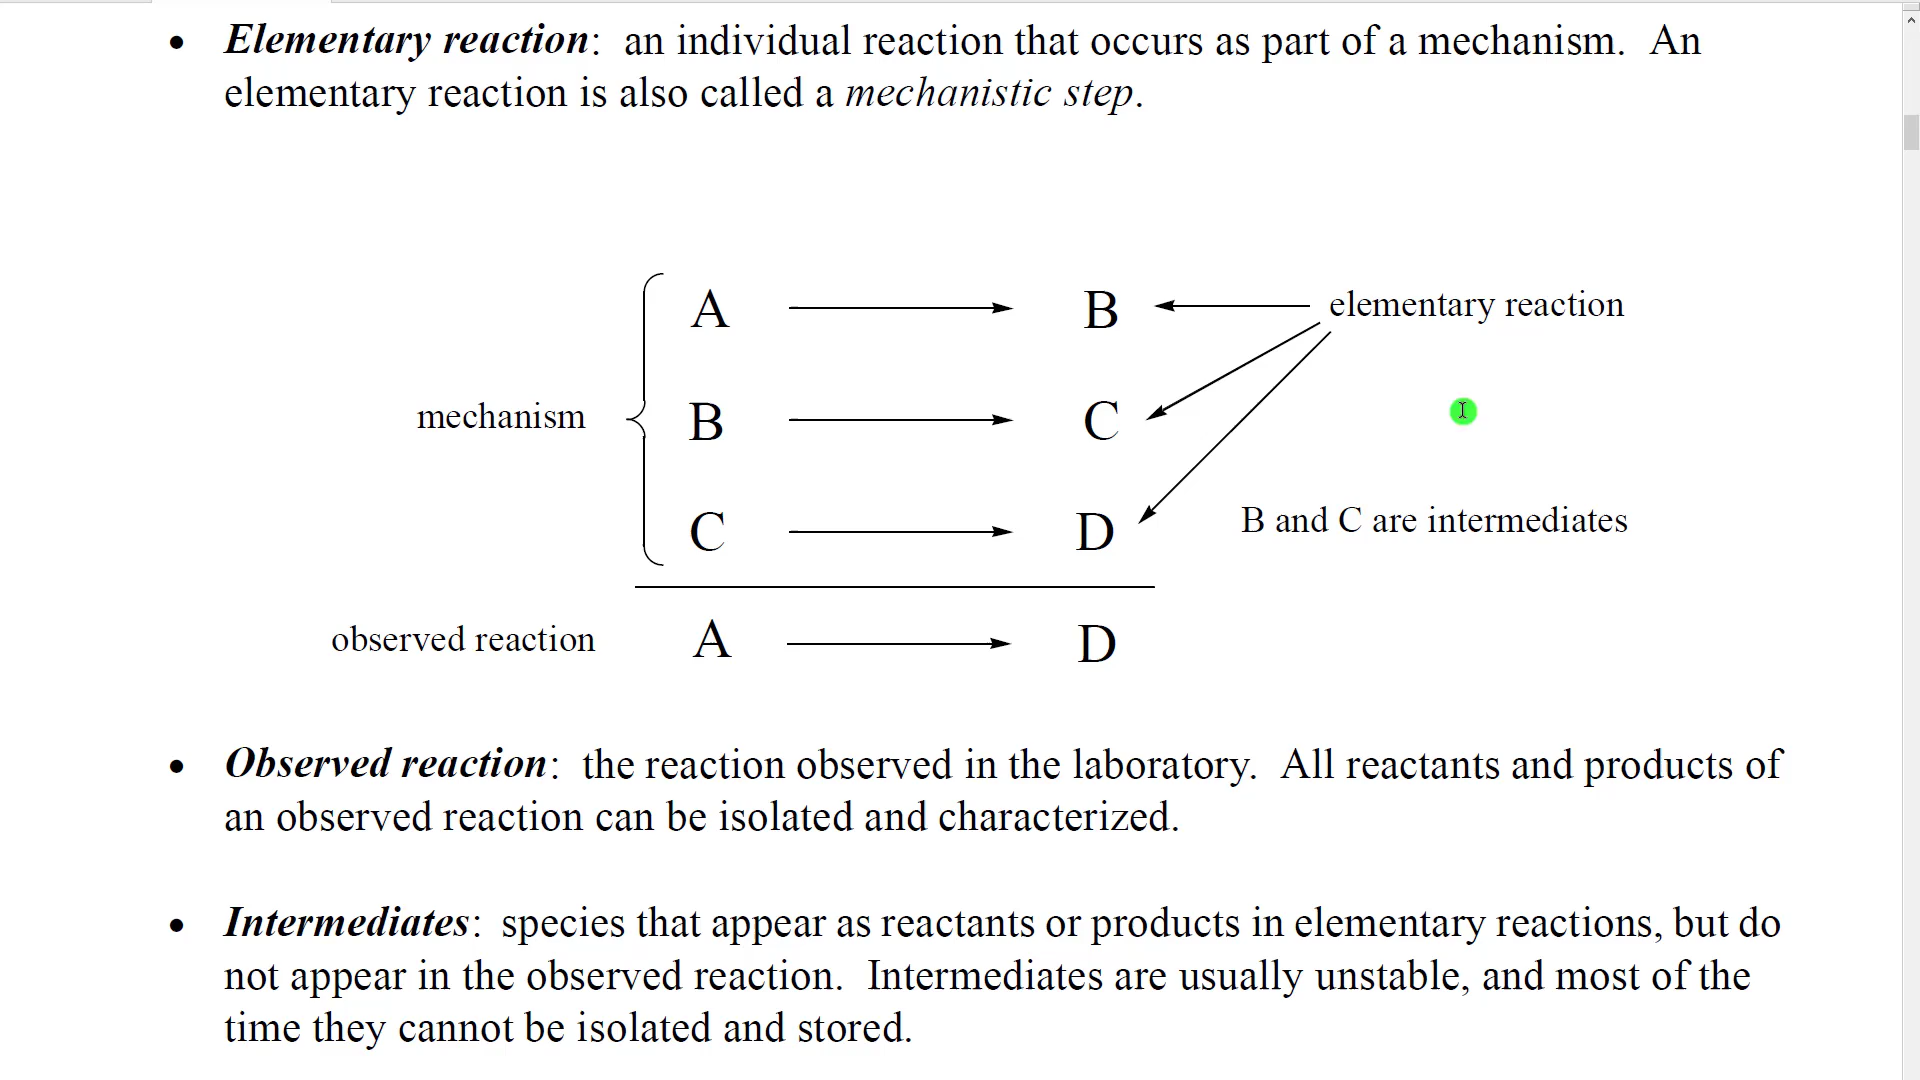 • Elementary reaction: an individual reaction that occurs as part of a mechanism. An
elementary reaction is also called a mechanistic step.
A B elementary reaction
mechanism B C
C D B and C are intermediates
observed reaction A D
• Observed reaction: the reaction observed in the laboratory. All reactants and products of
an observed reaction can be isolated and characterized.
• Intermediates: species that appear as reactants or products in elementary reactions, but do
not appear in the observed reaction. Intermediates are usually unstable, and most of the
time they cannot be isolated and stored.